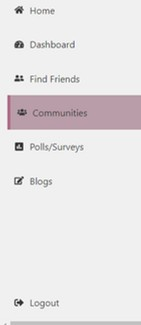 Home
Dashboard
Find Friends
Communities
Polls/Surveys
Blogs
Logout